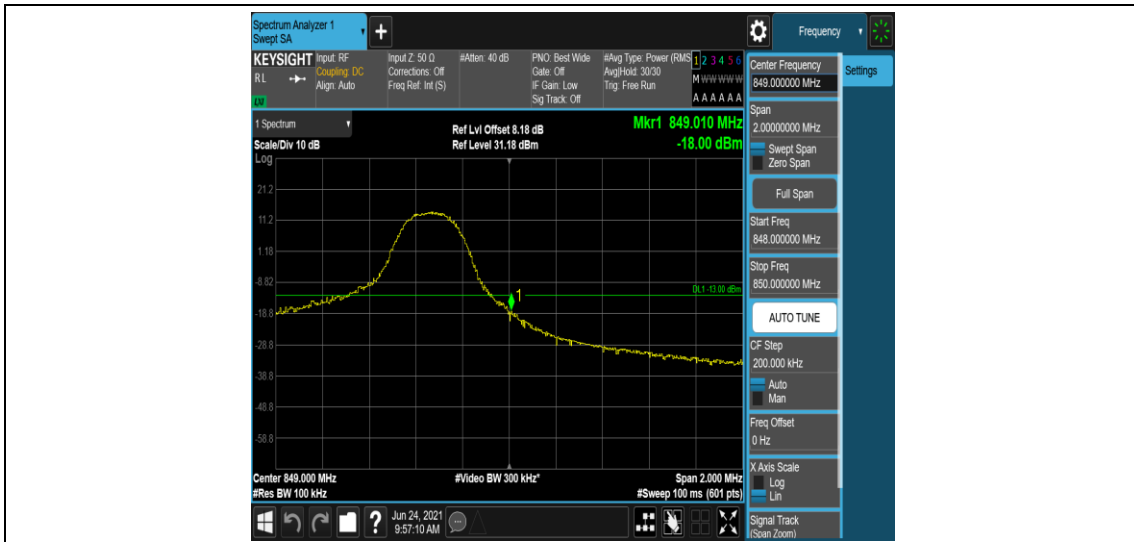 Spectrum Analyzer 1
Swept SA
+
Frequency
KEYSIGHT
RL
LXI
Input: RF
Coupling: DC
Align: Auto
Input Z: 50 Ω
Corrections: Off
Freq Ref: Int (S)
#Atten: 40 dB
PNO: Best Wide
Gate: Off
IF Gain: Low
Sig Track: Off
#Avg Type: Power (RMS
Avg|Hold: 30/30
Trig: Free Run
1 2 3 4 5 6
M W W W W W
A A A A A A
1 Spectrum
Scale/Div 10 dB
Log
Ref Lvl Offset 8.18 dB
Ref Level 31.18 dBm
Mkr1 849.010 MHz
-18.00 dBm
21.2
11.2
1.18
-8.82
-18.8
-28.8
-38.8
-48.8
-58.8
DL1 -13.00 dBm
1
Center 849.000 MHz
#Res BW 100 kHz
#Video BW 300 kHz*
Span 2.000 MHz
#Sweep 100 ms (601 pts)
Center Frequency
849.000000 MHz
Settings
Span
2.00000000 MHz
Swept Span
Zero Span
Full Span
Start Freq
848.000000 MHz
Stop Freq
850.000000 MHz
AUTO TUNE
CF Step
200.000 kHz
Auto
Man
Freq Offset
0 Hz
X Axis Scale
Log
Lin
Signal Track
(Span Zoom)
?
Jun 24, 2021
9:57:10 AM